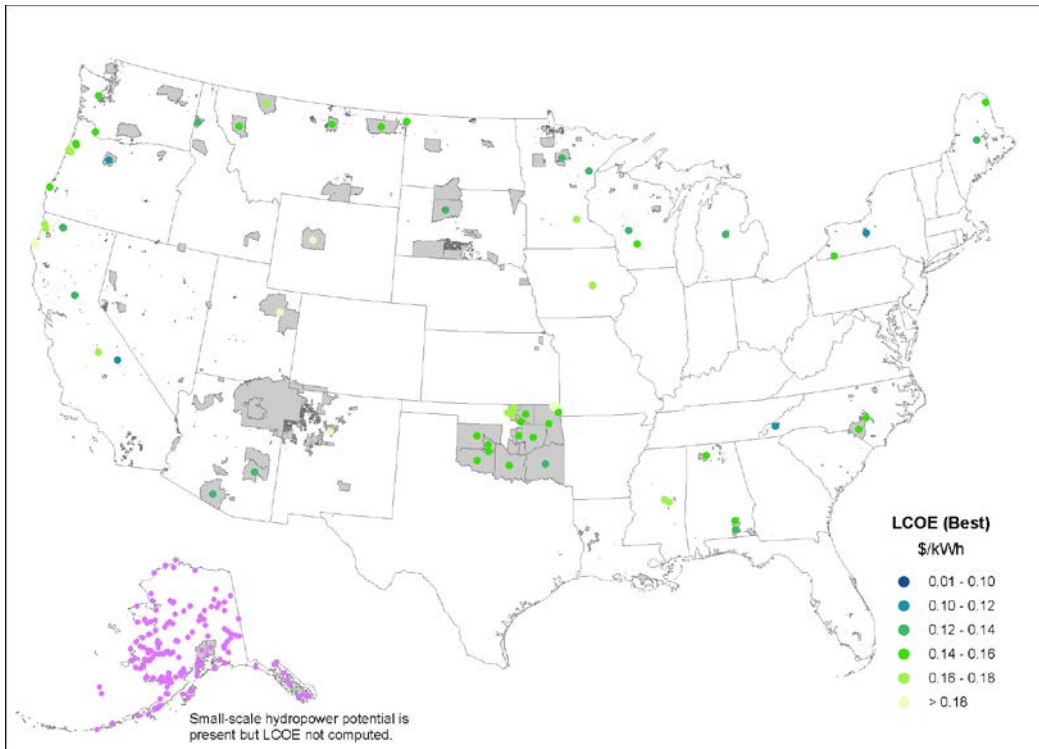 LCOE (Best)
$/kWh
0.01 - 0.10
0.10 - 0.12
0.12 - 0.14
0.14 - 0.16
0.16 - 0.18
> 0.18
Small-scale hydropower potential is
present but LCOE not computed.